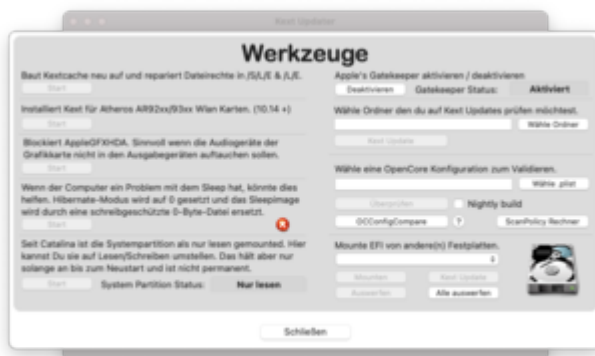 Kext Updater
Werkzeuge
Baut Kextcache neu auf und repariert Dateirechte in /S/L/E & /L/E.
Start
Installiert Kext für Atheros AR92xx/93xx Wlan Karten. (10.14 +)
Start
Blockiert AppleGFXHDA. Sinnvoll wenn die Audiogeräte der
Grafikkarte nicht in den Ausgabegeräten auftauchen sollen.
Start
Wenn der Computer ein Problem mit dem Sleep hat, könnte dies
helfen. Hibernate-Modus wird auf 0 gesetzt und das Sleepimage
wird durch eine schreibgeschützte 0-Byte-Datei ersetzt.
Start
Seit Catalina ist die Systempartition als nur lesen gemounted. Hier
kannst Du sie auf Lesen/Schreiben umstellen. Das hält aber nur
solange an bis zum Neustart und ist nicht permanent.
Start System Partition Status: Nur lesen
Apple's Gatekeeper aktivieren / deaktivieren
Deaktivieren Gatekeeper Status: Aktiviert
Wähle Ordner den du auf Kext Updates prüfen möchtest.
Wähle Ordner
Kext Update
Wähle eine OpenCore Konfiguration zum Validieren.
Wähle .plist
Überprüfen Nightly build
OCConfigCompare ? ScanPolicy Rechner
Mounte EFI von andere(n) Festplatten.
Mounten Kext Update
Auswerfen Alle auswerfen
Schließen